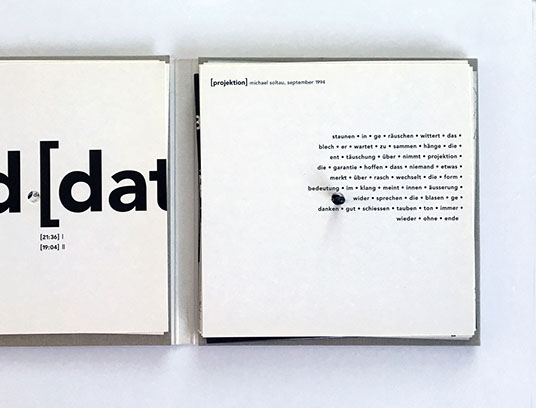 d [dat
[21:36] I
[19:04] II
[projektion] michael soltau, september 1994
staunen • in • ge • räuschen • wittert • das •
blech • er • wartet • zu • sammen • hänge • die •
ent • täuschung • über • nimmt • projektion •
die • garantie • hoffen • dass • niemand • etwas •
merkt • über • rasch • wechselt • die • form •
bedeutung • im • klang • meint • innen • äusserung •
wider • sprechen • die • blasen • ge •
danken • gut • schiessen • tauben • ton • immer •
wieder • ohne • ende